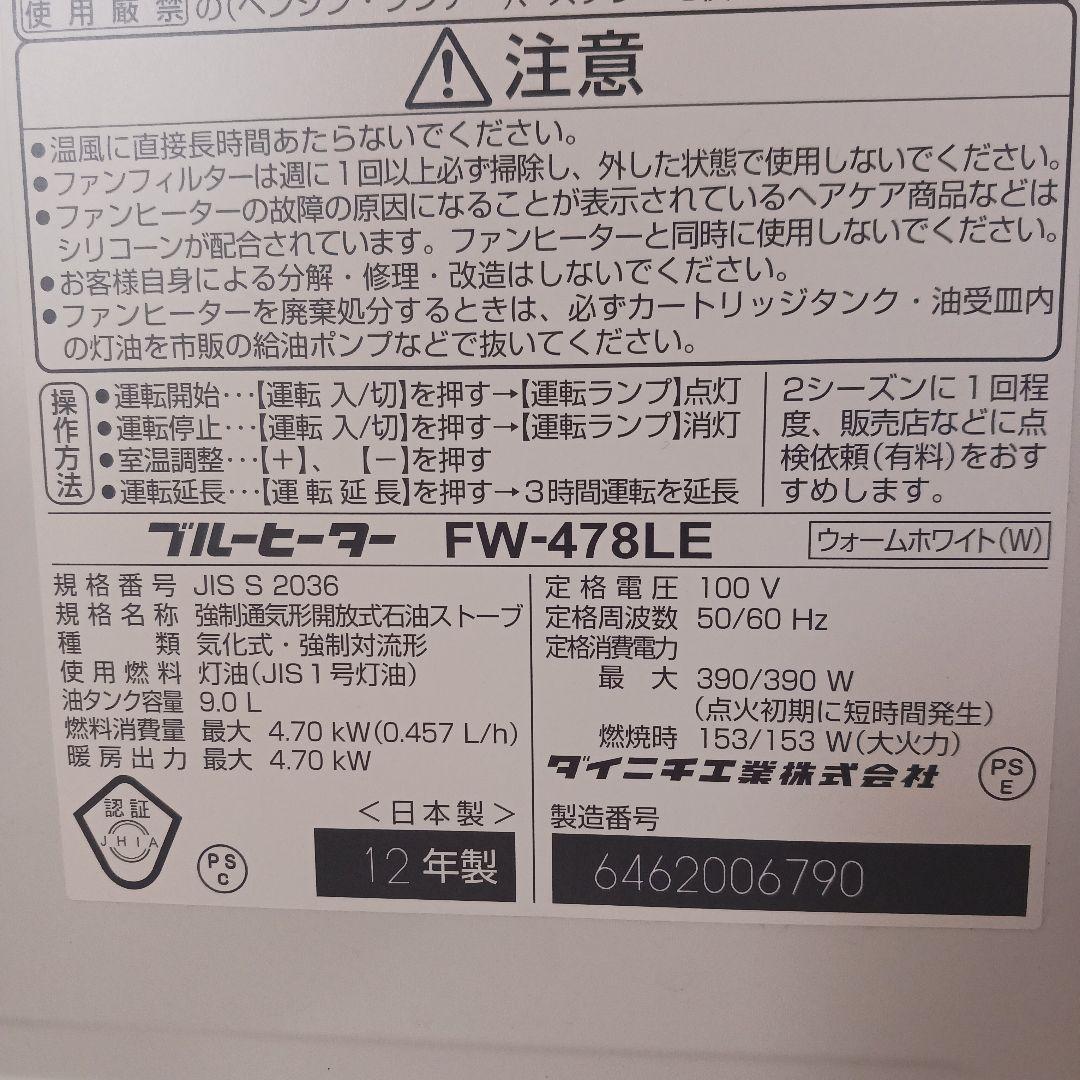 使用厳禁
注意
●温風に直接長時間あたらないでください。
●ファンフィルターは週に1回以上必ず掃除し、外した状態で使用しないでください。
●ファンヒーターの故障の原因になることが表示されているヘアケア商品などは
シリコーンが配合されています。ファンヒーターと同時に使用しないでください。
●お客様自身による分解・修理・改造はしないでください。
●ファンヒーターを廃棄処分するときは、必ずカートリッジタンク・油受皿内
の灯油を市販の給油ポンプなどで抜いてください。
操作方法
●運転開始…【運転 入/切】を押す→【運転ランプ】点灯
●運転停止…【運転 入/切】を押す→【運転ランプ】消灯
●室温調整…【+】、【-】を押す
●運転延長…【運転延長】を押す→3時間運転を延長
2シーズンに1回程
度、販売店などに点
検依頼(有料)をおす
すめします。
ブルーヒーター FW-478LE ウォームホワイト(W)
規格番号 JIS S 2036
規格名称 強制通気形開放式石油ストーブ
種類 気化式・強制対流形
使用燃料 灯油(JIS1号灯油)
油タンク容量 9.0 L
燃料消費量 最大 4.70 kW(0.457 L/h)
暖房出力 最大 4.70 kW
定格電圧 100 V
定格周波数 50/60 Hz
定格消費電力
最大 390/390 W
(点火初期に短時間発生)
燃焼時 153/153 W(大火力)
ダイニチ工業株式会社
PS
E
認証
JHIA
PS
C
<日本製>
12年製
製造番号
6462006790